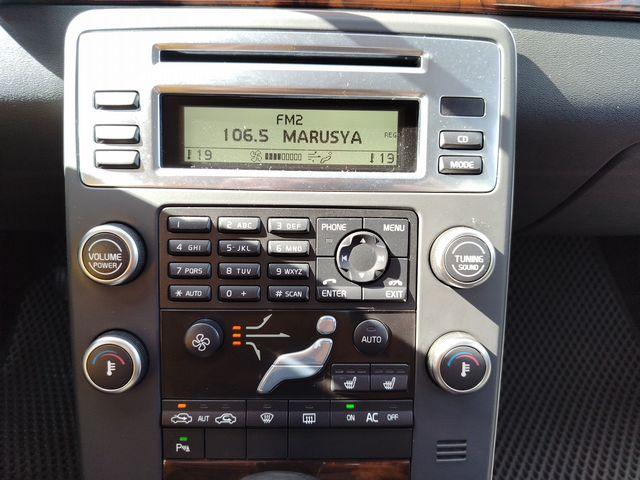 FM2
106.5 MARUSYA
REG
19
19
CD
MODE
1
2 ABC
3 DEF
PHONE
MENU
4 GHI
5 JKL
6 MNO
7 PQRS
8 TUV
9 WXYZ
* AUTO
0 +
# SCAN
ENTER
EXIT
VOLUME
POWER
TUNING
SOUND
AUTO
AUT
ON AC OFF
P